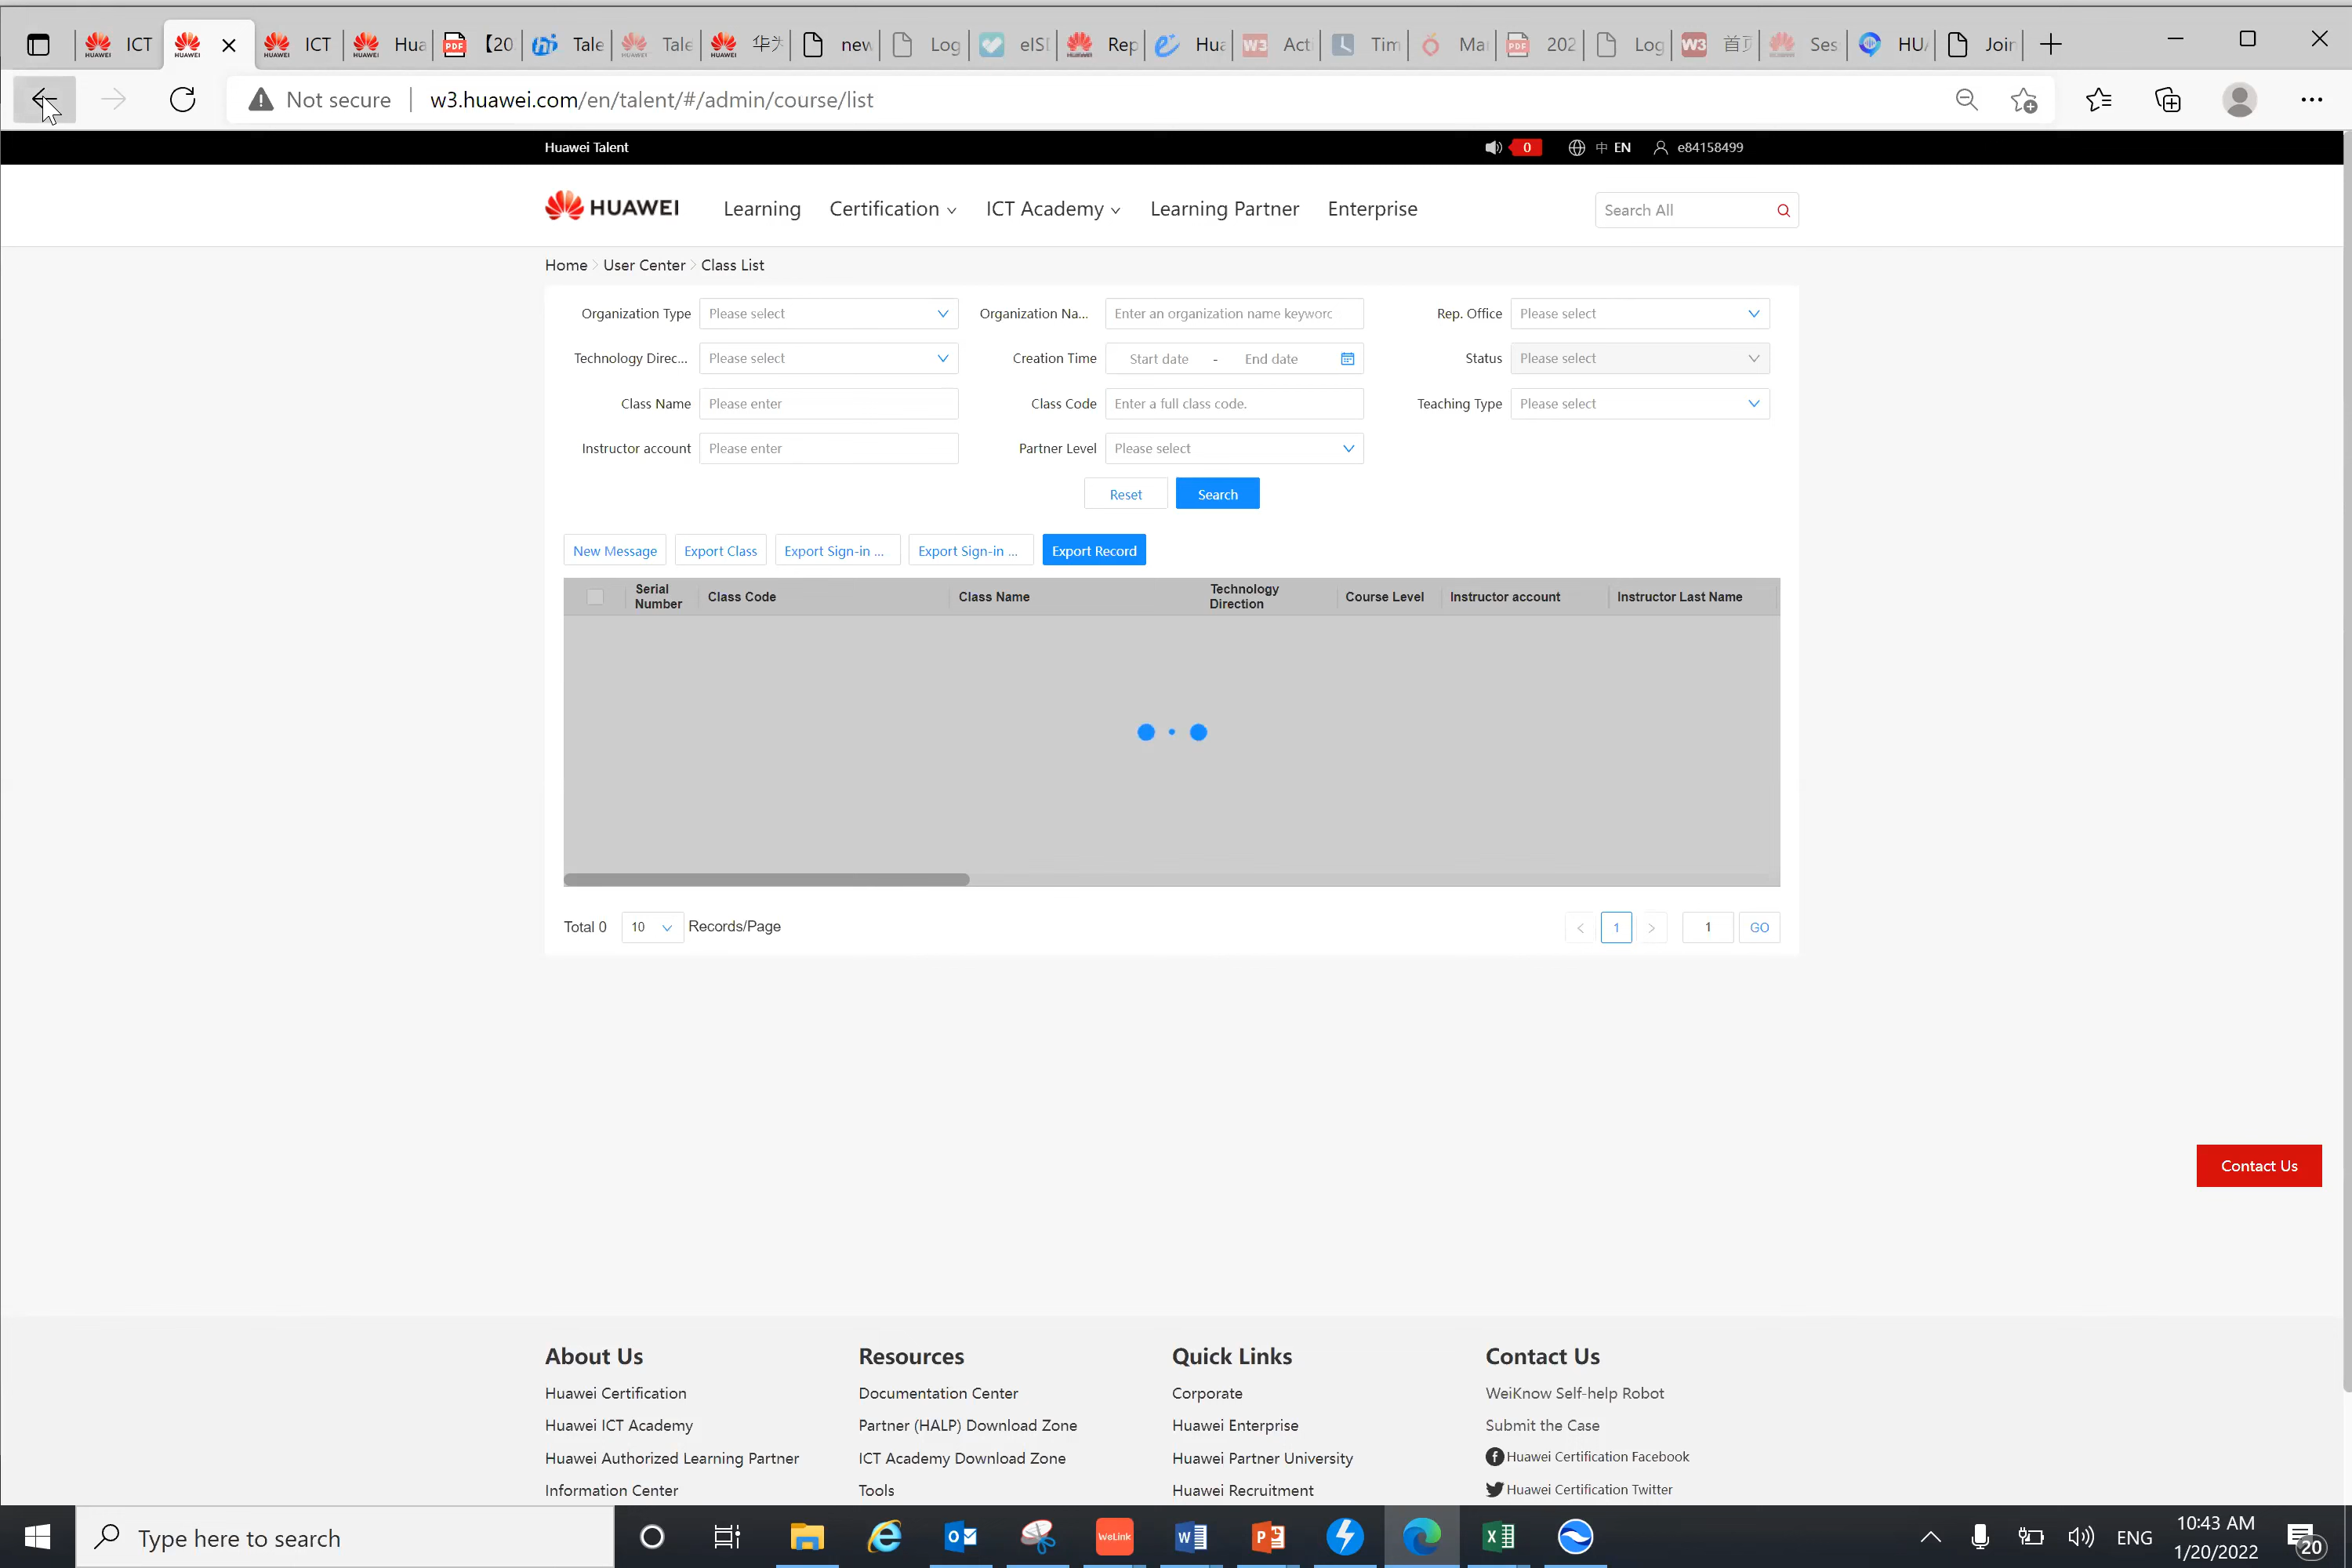 ICT
ICT
Hua
【20
Tale
Tale
华为
new
Log
eIS
Rep
Hua
Act
Tim
Mar
202
Log
首页
Ses
HUA
Join
Not secure
w3.huawei.com/en/talent/#/admin/course/list
Huawei Talent
0
中 EN
e84158499
HUAWEI
Learning
Certification
ICT Academy
Learning Partner
Enterprise
Search All
Home > User Center > Class List
Organization Type
Please select
Organization Na...
Enter an organization name keyword
Rep. Office
Please select
Technology Direc...
Please select
Creation Time
Start date - End date
Status
Please select
Class Name
Please enter
Class Code
Enter a full class code.
Teaching Type
Please select
Instructor account
Please enter
Partner Level
Please select
Reset
Search
New Message
Export Class
Export Sign-in ...
Export Sign-in ...
Export Record
Serial Number
Class Code
Class Name
Technology Direction
Course Level
Instructor account
Instructor Last Name
Total 0
10
Records/Page
< 1 >
1
GO
Contact Us
About Us
Huawei Certification
Huawei ICT Academy
Huawei Authorized Learning Partner
Information Center
Resources
Documentation Center
Partner (HALP) Download Zone
ICT Academy Download Zone
Tools
Quick Links
Corporate
Huawei Enterprise
Huawei Partner University
Huawei Recruitment
Contact Us
WeiKnow Self-help Robot
Submit the Case
Huawei Certification Facebook
Huawei Certification Twitter
Type here to search
WeLink
ENG
10:43 AM
1/20/2022
20